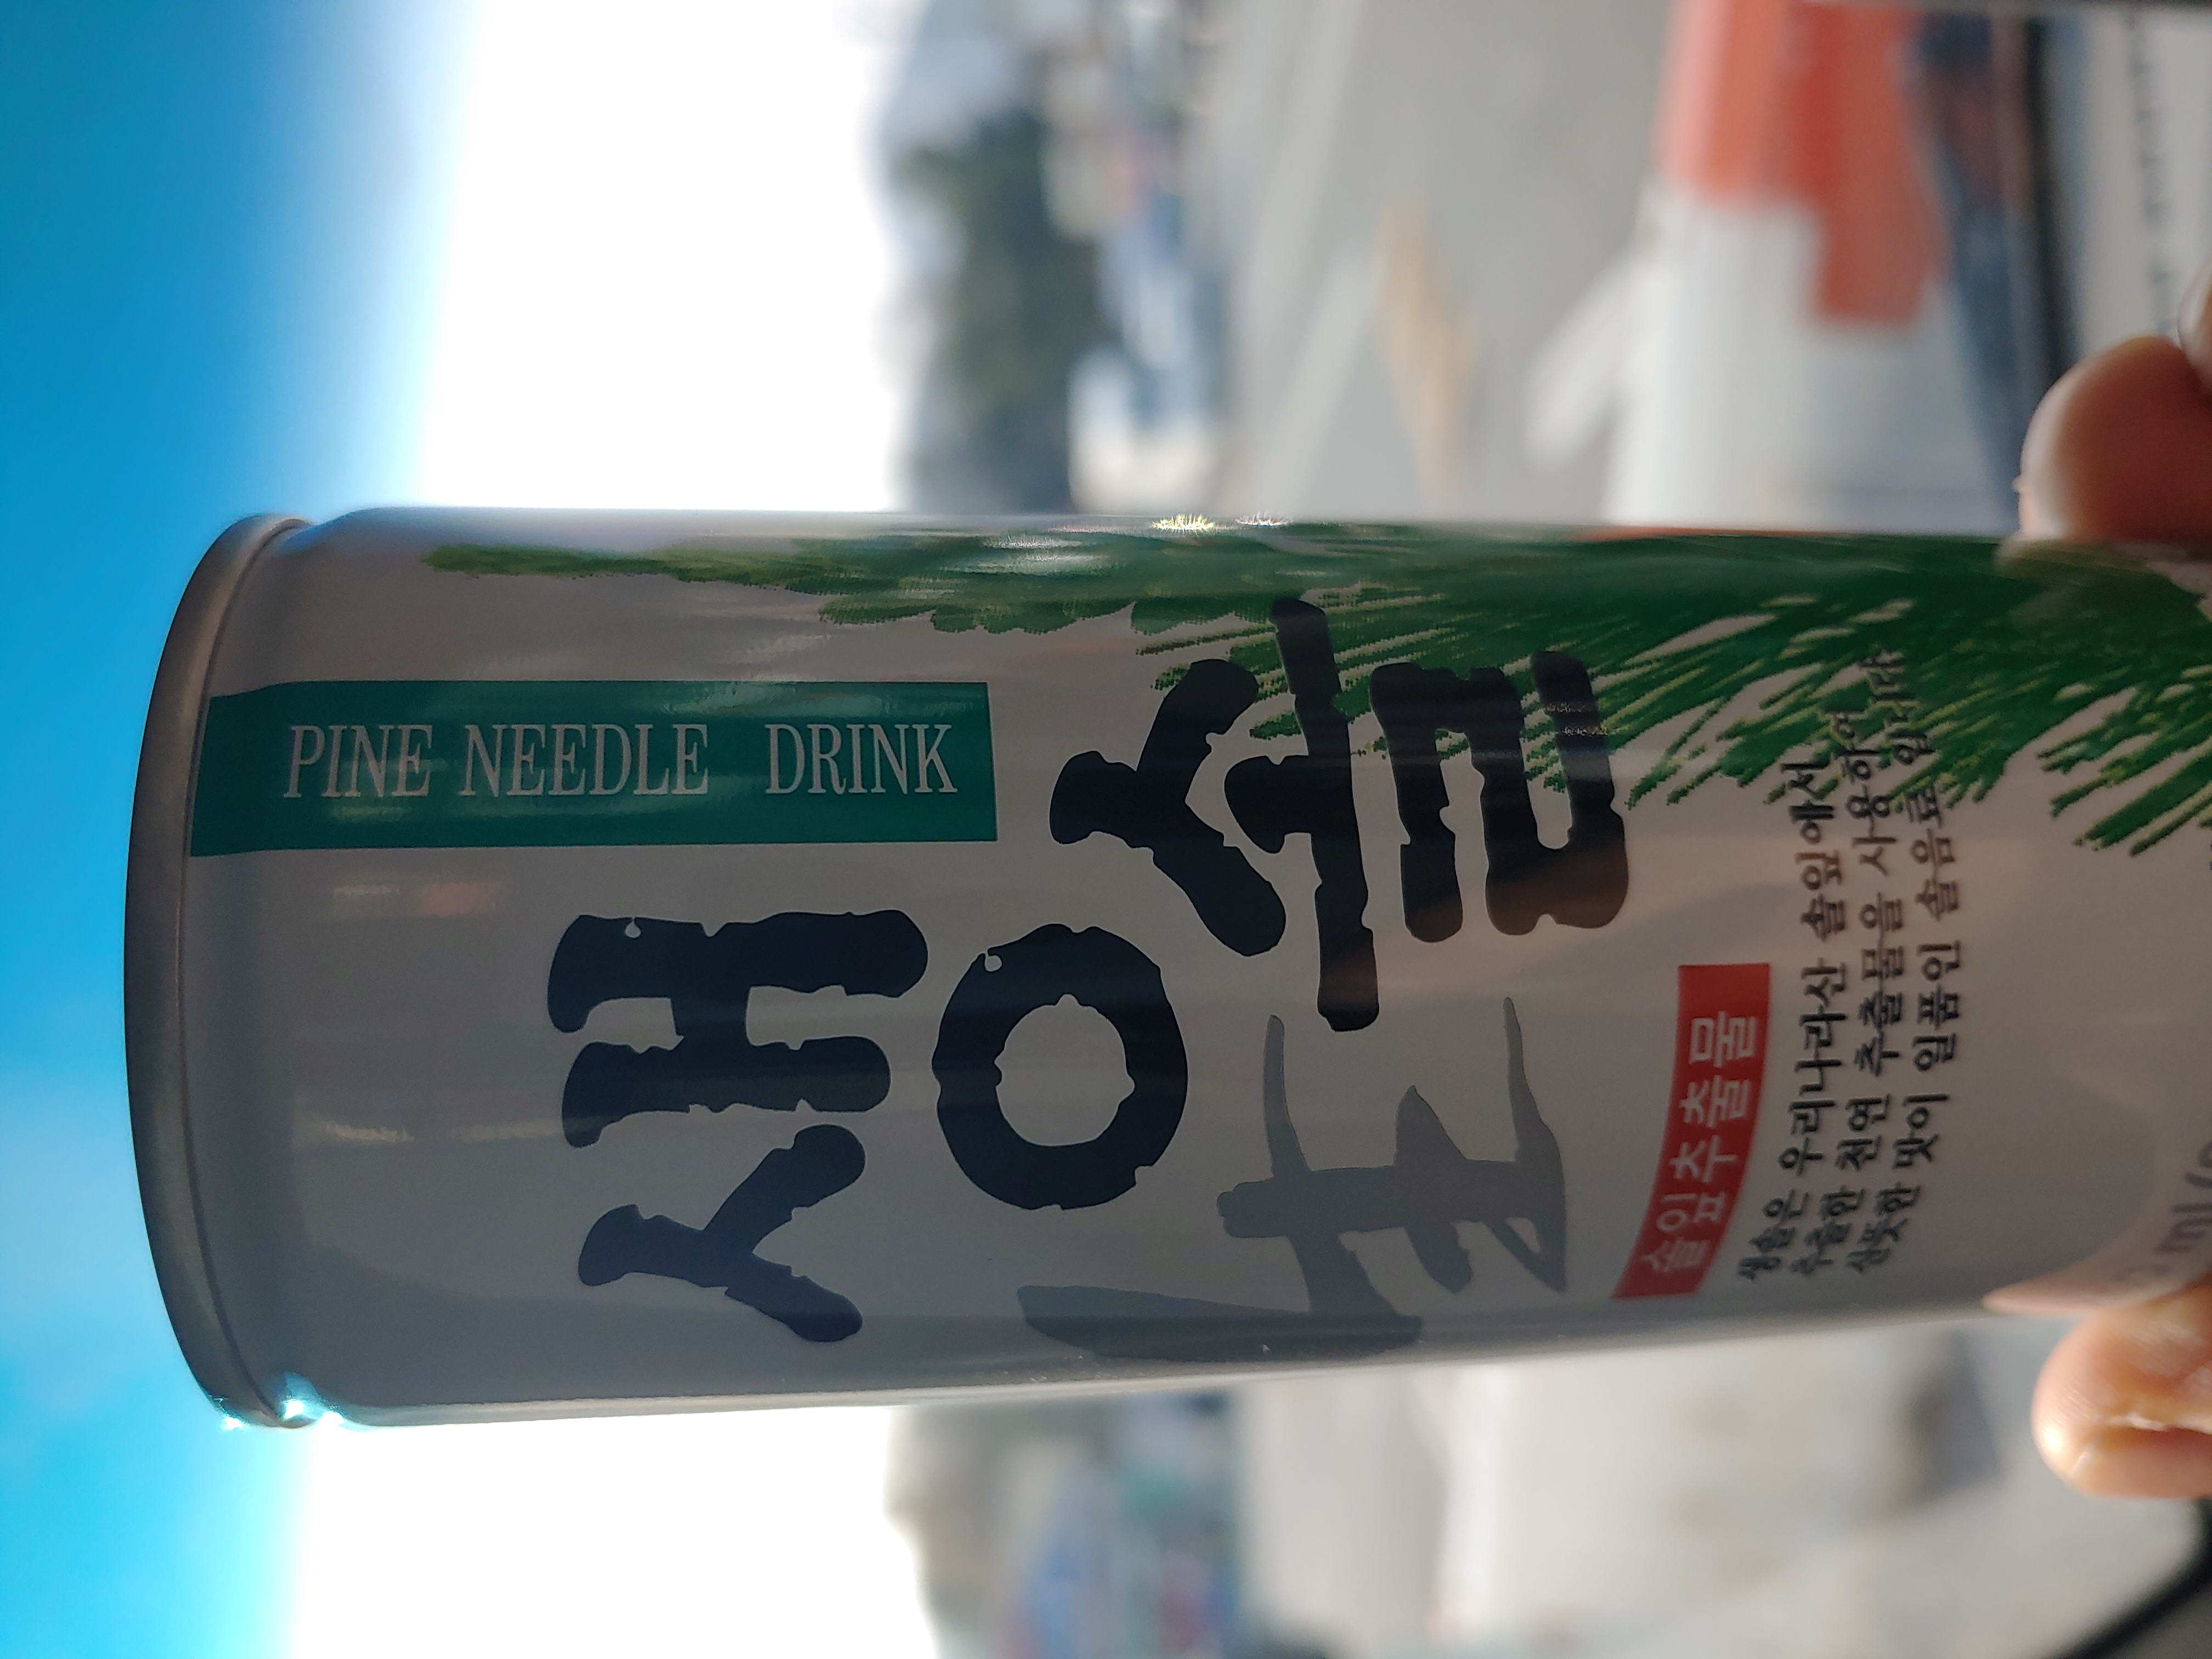 PINE NEEDLE DRINK
생솔
솔잎추출물
생솔은 우리나라산 솔잎에서
추출한 천연 추출물을 사용하여
산뜻한 맛이 일품인 솔음료입니다